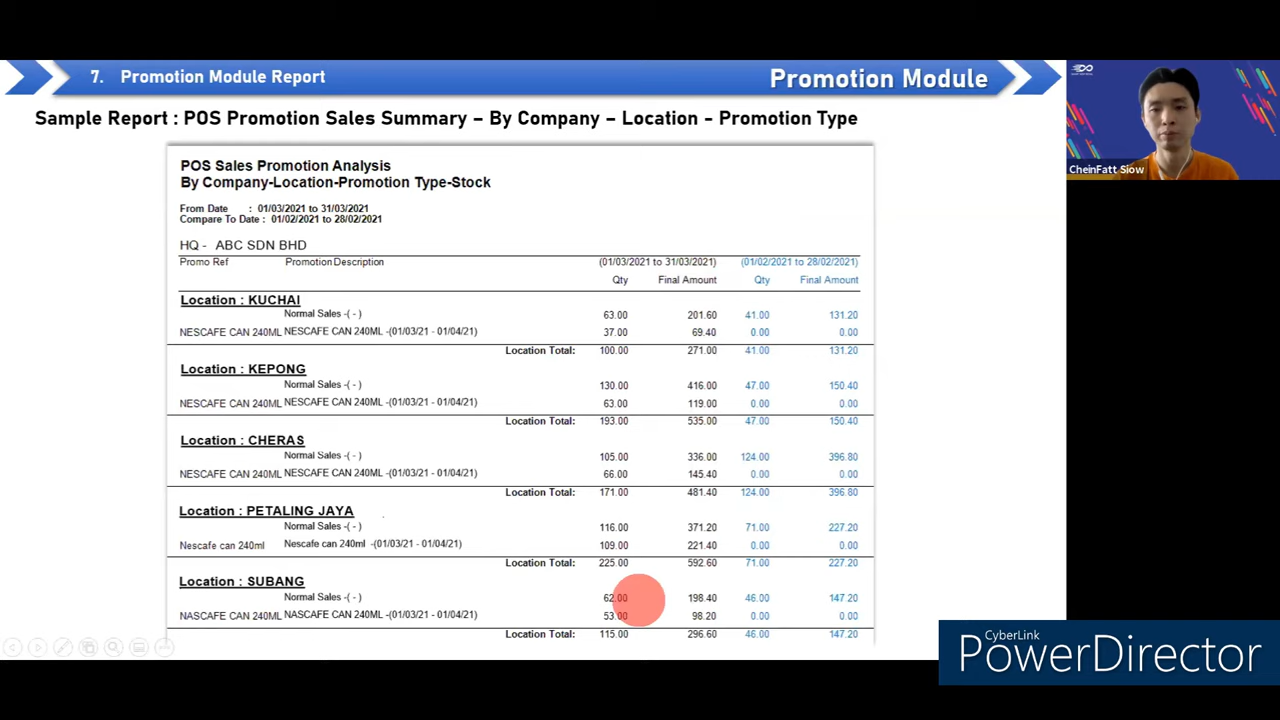 7. Promotion Module Report
Promotion Module
Sample Report : POS Promotion Sales Summary – By Company – Location - Promotion Type
POS Sales Promotion Analysis
By Company-Location-Promotion Type-Stock
From Date : 01/03/2021 to 31/03/2021
Compare To Date : 01/02/2021 to 28/02/2021
HQ - ABC SDN BHD
Promo Ref Promotion Description (01/03/2021 to 31/03/2021) (01/02/2021 to 28/02/2021)
Qty Final Amount Qty Final Amount
Location : KUCHAI
Normal Sales -( - ) 63.00 201.60 41.00 131.20
NESCAFE CAN 240ML NESCAFE CAN 240ML -(01/03/21 - 01/04/21) 37.00 69.40 0.00 0.00
Location Total: 100.00 271.00 41.00 131.20
Location : KEPONG
Normal Sales -( - ) 130.00 416.00 47.00 150.40
NESCAFE CAN 240ML NESCAFE CAN 240ML -(01/03/21 - 01/04/21) 63.00 119.00 0.00 0.00
Location Total: 193.00 535.00 47.00 150.40
Location : CHERAS
Normal Sales -( - ) 105.00 336.00 124.00 396.80
NESCAFE CAN 240ML NESCAFE CAN 240ML -(01/03/21 - 01/04/21) 66.00 145.40 0.00 0.00
Location Total: 171.00 481.40 124.00 396.80
Location : PETALING JAYA
Normal Sales -( - ) 116.00 371.20 71.00 227.20
Nescafe can 240ml Nescafe can 240ml -(01/03/21 - 01/04/21) 109.00 221.40 0.00 0.00
Location Total: 225.00 592.60 71.00 227.20
Location : SUBANG
Normal Sales -( - ) 62.00 198.40 46.00 147.20
NASCAFE CAN 240ML NASCAFE CAN 240ML -(01/03/21 - 01/04/21) 53.00 98.20 0.00 0.00
Location Total: 115.00 296.60 46.00 147.20
CheinFatt Siow
CyberLink
PowerDirector